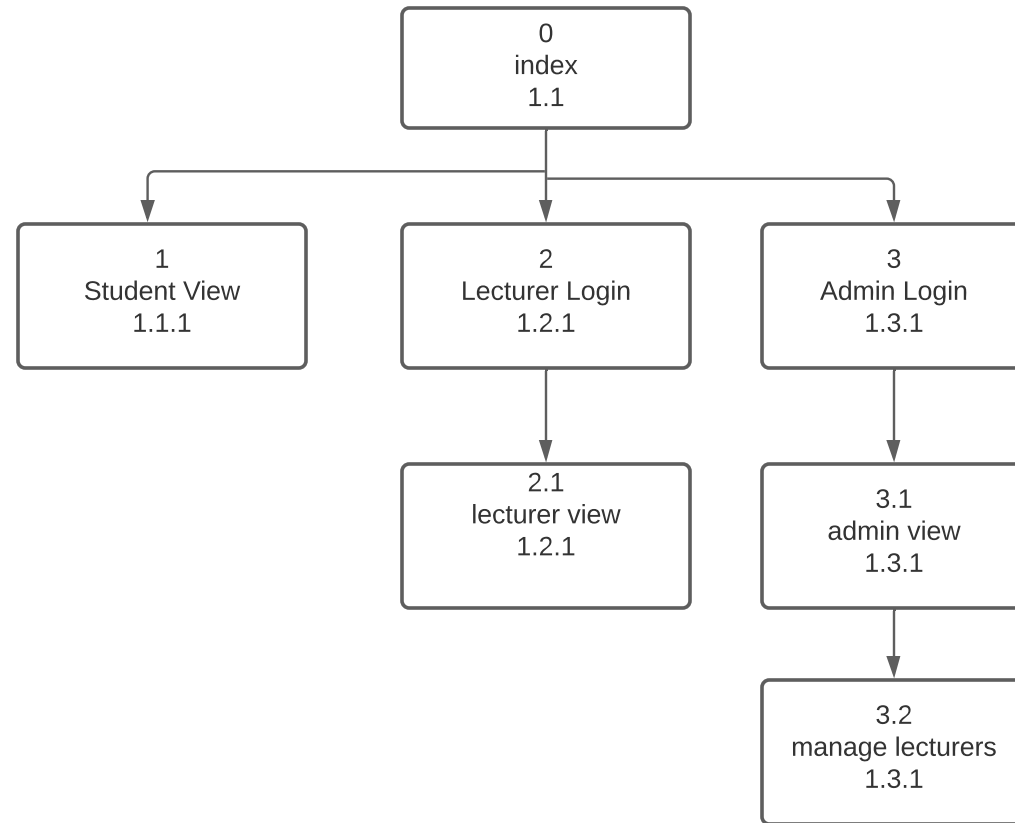 0
index
1.1
1
Student View
1.1.1
2
Lecturer Login
1.2.1
3
Admin Login
1.3.1
2.1
lecturer view
1.2.1
3.1
admin view
1.3.1
3.2
manage lecturers
1.3.1